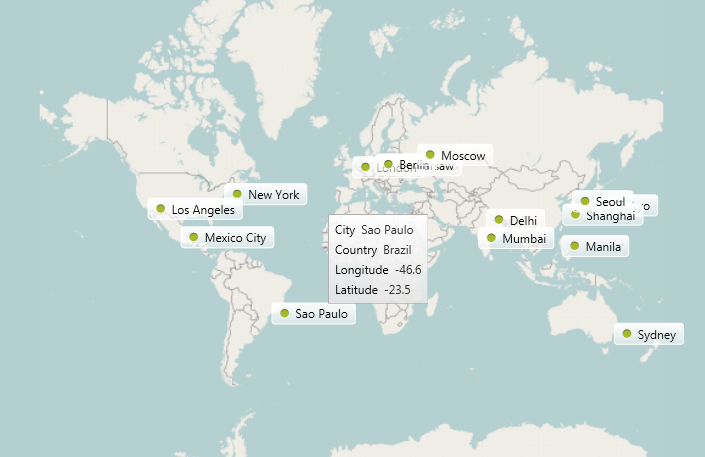 Moscow
London
Berlin
saw
New York
Los Angeles
Mexico City
Seoul
Shanghai
Delhi
Mumbai
Manila
City Sao Paulo
Country Brazil
Longitude -46.6
Latitude -23.5
Sao Paulo
Sydney